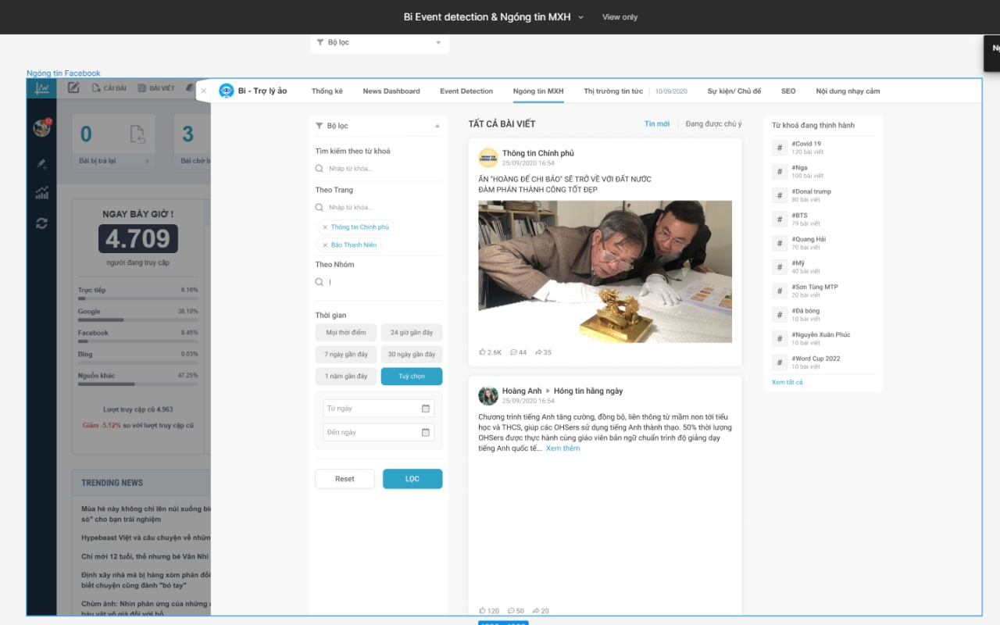 Bi Event detection & Ngóng tin MXH
View only
Bộ lọc
Ngóng tin Facebook
CÀI BÀI
BÀI VIẾT
Bi - Trợ lý ảo
Thống kê
News Dashboard
Event Detection
Ngóng tin MXH
Thị trường tin tức
10/09/2020
Sự kiện/ Chủ đề
SEO
Nội dung nhạy cảm
12
0
Bài bị trả lại
3
NGAY BÂY GIỜ !
4.709
người đang truy cập
Trực tiếp 6.16%
Google 38.10%
Facebook 8.45%
Bing 0.03%
Nguồn khác 47.25%
Lượt truy cập cũ 4.963
Giảm -5.12% so với lượt truy cập cũ
TRENDING NEWS
Mùa hè này không chỉ lên núi xuống
sò" cho bạn trải nghiệm
Hypebeast Việt và câu chuyện về
Chỉ mới 12 tuổi, thế nhưng bé Vân Nhi
Định xây nhà mà bị hàng xóm phản đối
biết chuyện cũng đành "bó tay"
Chùm ảnh: Nhìn phản ứng của những
báu vật vô giá đối với bố
Bộ lọc
Tìm kiếm theo từ khoá
Nhập từ khóa...
Theo Trang
Nhập từ khóa...
Thông tin Chính phủ
Báo Thanh Niên
Theo Nhóm
Thời gian
Mọi thời điểm
24 giờ gần đây
7 ngày gần đây
30 ngày gần đây
1 năm gần đây
Tuỳ chọn
Từ ngày
Đến ngày
Reset
LỌC
TẤT CẢ BÀI VIẾT
Tin mới
Đang được chú ý
Thông tin Chính phủ
25/09/2020 16:54
ẤN "HOÀNG ĐẾ CHI BẢO" SẼ TRỞ VỀ VỚI ĐẤT NƯỚC
ĐÀM PHÁN THÀNH CÔNG TỐT ĐẸP
2.6K 44 35
Hoàng Anh Hóng tin hằng ngày
25/09/2020 16:54
Chương trình tiếng Anh tăng cường, đồng bộ, liên thông từ mầm non tới tiểu
học và THCS, giúp các OHSers sử dụng tiếng Anh thành thạo. 50% thời lượng
OHSers được thực hành cùng giáo viên bản ngữ chuẩn trình độ giảng dạy
tiếng Anh quốc tế... Xem thêm
120 50 20
Từ khoá đang thịnh hành
# #Covid 19
120 bài viết
# #Nga
100 bài viết
# #Donal trump
80 bài viết
# #BTS
79 bài viết
# #Quang Hải
70 bài viết
# #Mỹ
40 bài viết
# #Sơn Tùng MTP
20 bài viết
# #Đá bóng
10 bài viết
# #Nguyên Xuân Phúc
10 bài viết
# #Word Cup 2022
10 bài viết
Xem tất cả